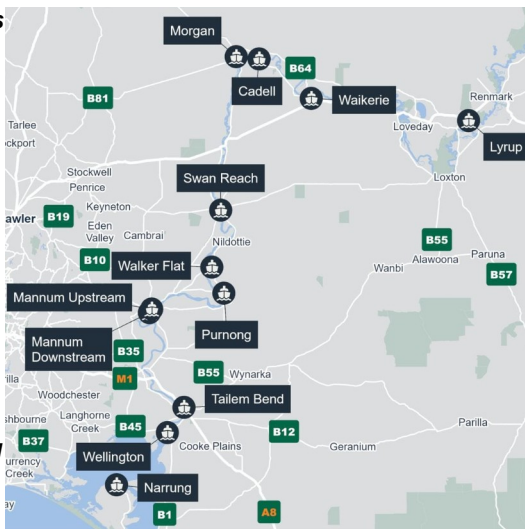 Morgan
B64
Cadell
Waikerie
B81
Renmark
Tarlee
Loveday
Lyrup
Stockwell
Penrice
Swan Reach
Loxton
Keyneton
B19
Eden
Valley
Cambrai
Nildottie
B55
B10
Walker Flat
Alawoona
Paruna
Wanbi
B57
Mannum Upstream
Purnong
Mannum
Downstream
B35
M1
B55
Wynarka
Woodchester
Tailem Bend
Langhorne
Creek
B45
B12
Parilla
B37
Cooke Plains
Geranium
Wellington
Creek
Narrung
B1
A8